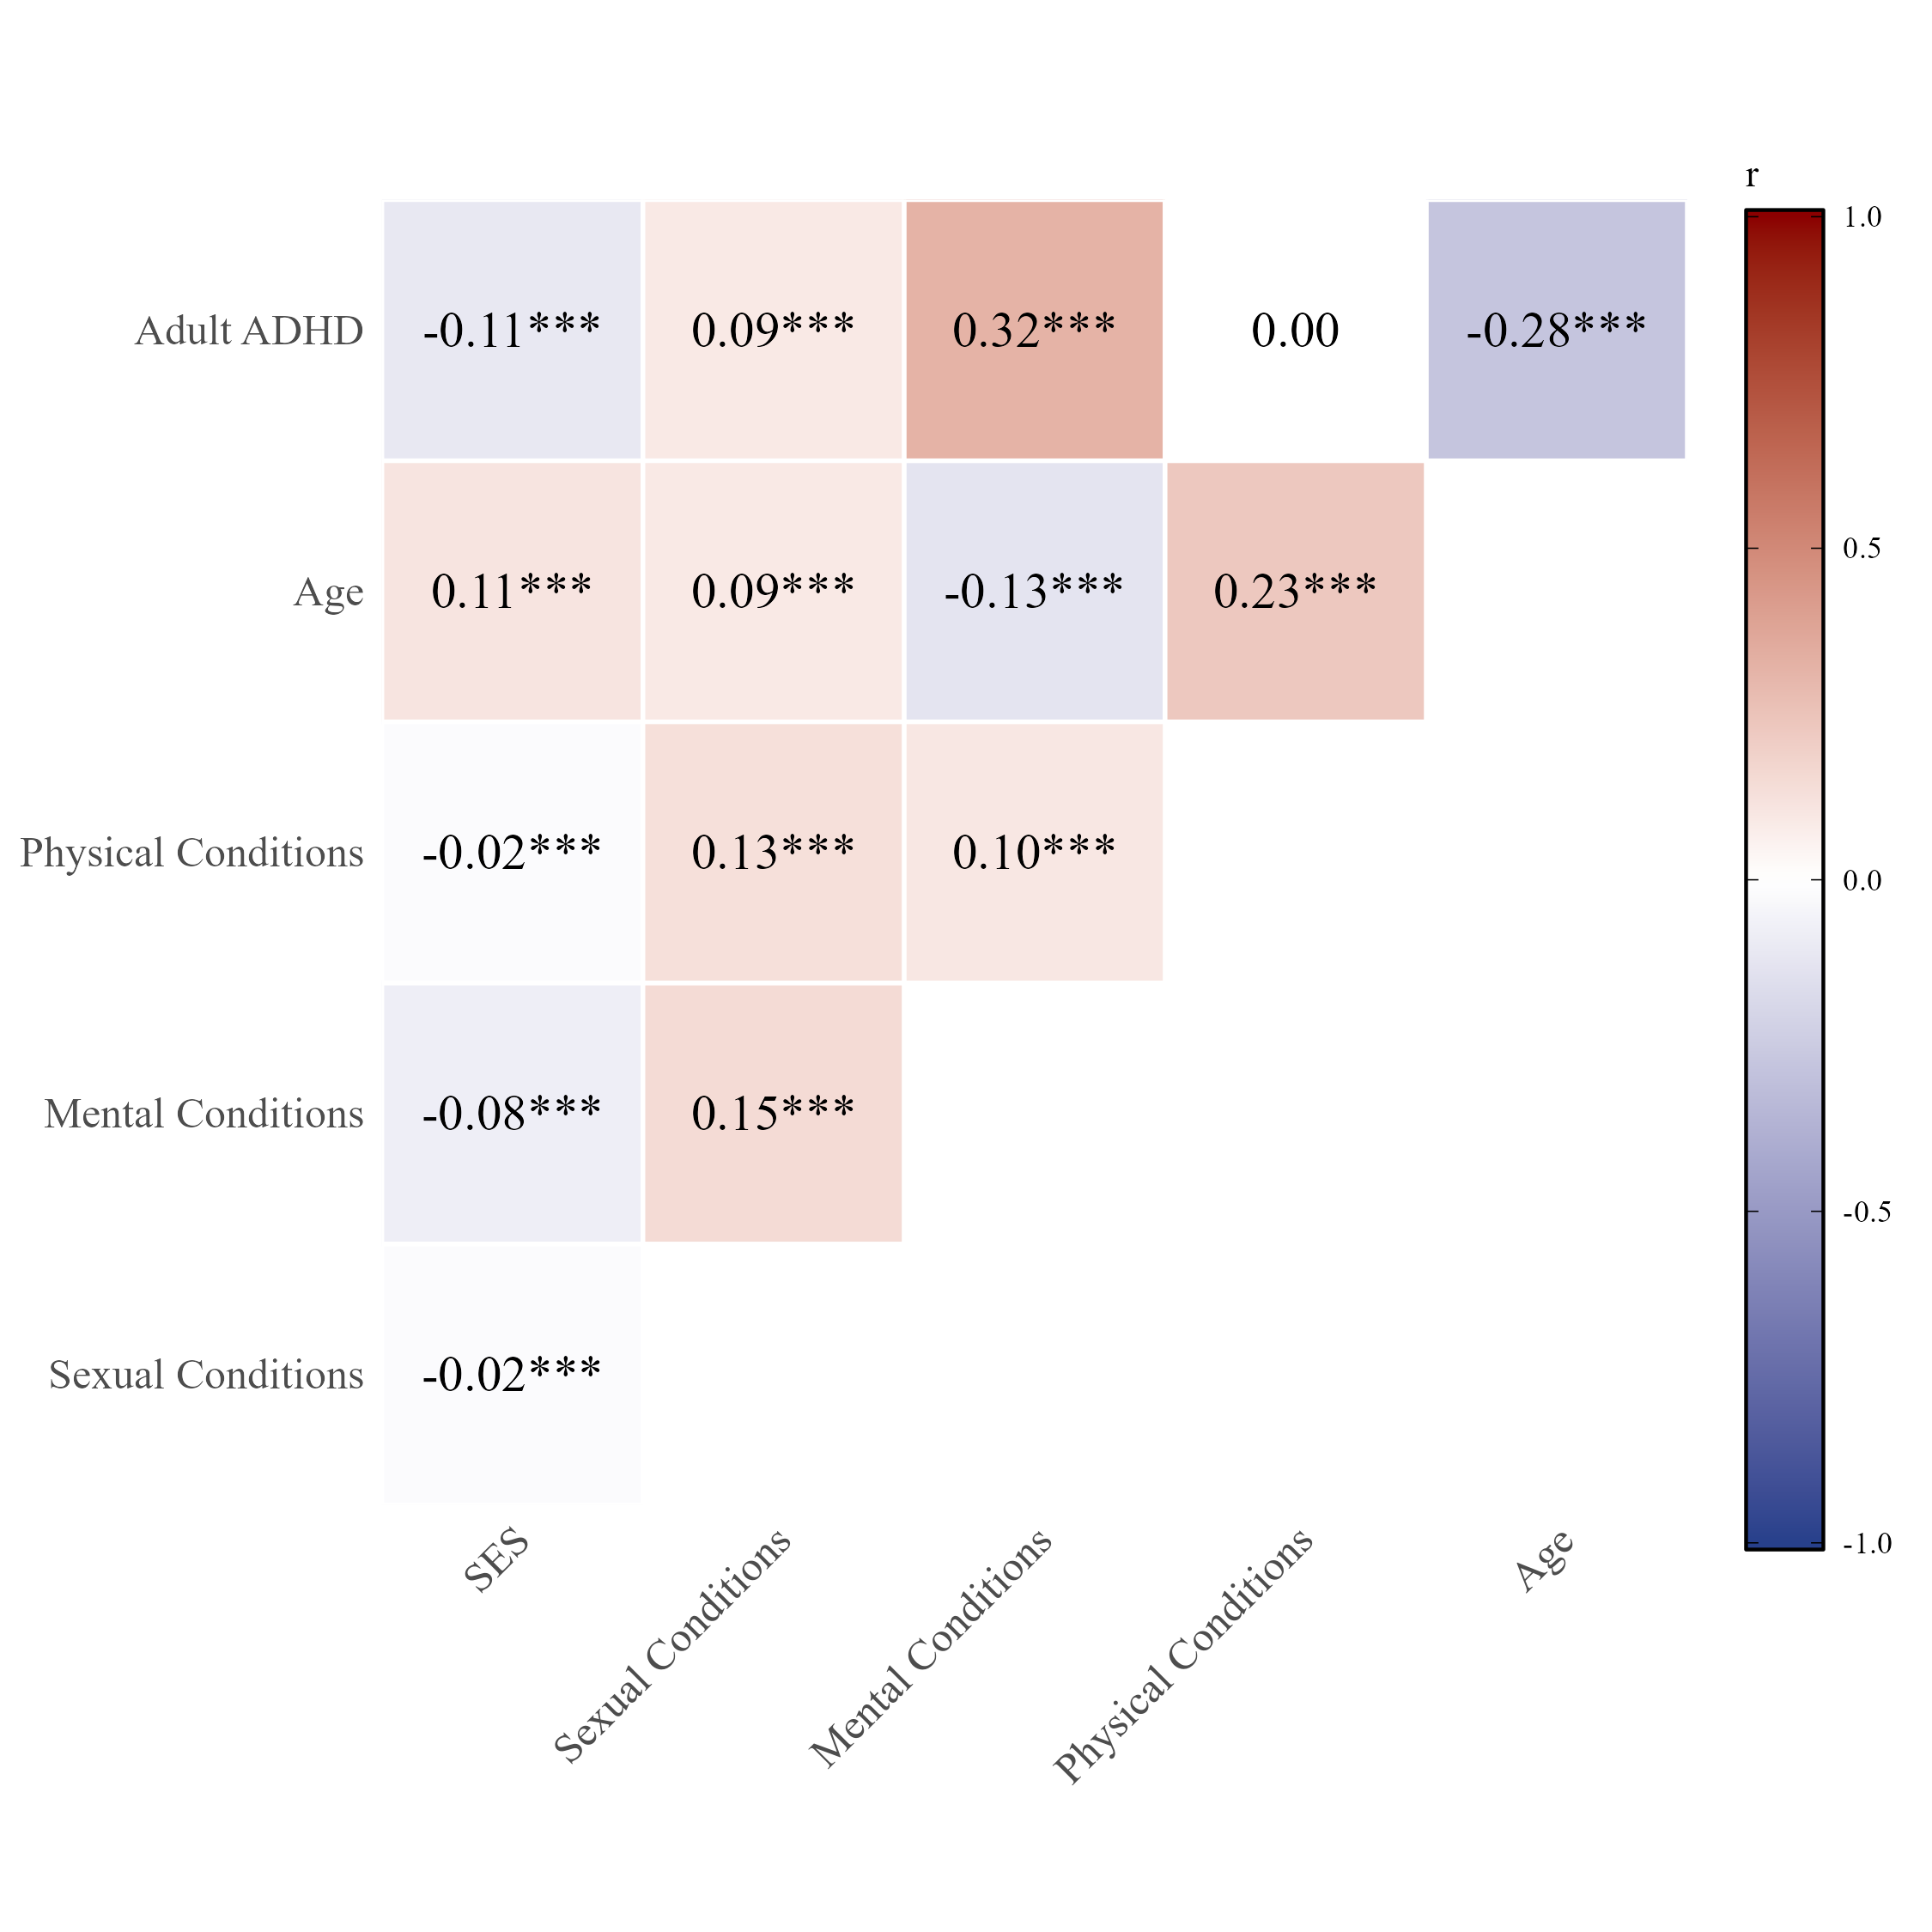 r
1.0
Adult ADHD -0.11*** 0.09*** 0.32*** 0.00 -0.28***
0.5
Age 0.11*** 0.09*** -0.13*** 0.23***
Physical Conditions -0.02*** 0.13*** 0.10***
0.0
Mental Conditions -0.08*** 0.15***
-0.5
Sexual Conditions -0.02***
-1.0
SES
Sexual Conditions
Mental Conditions
Physical Conditions
Age